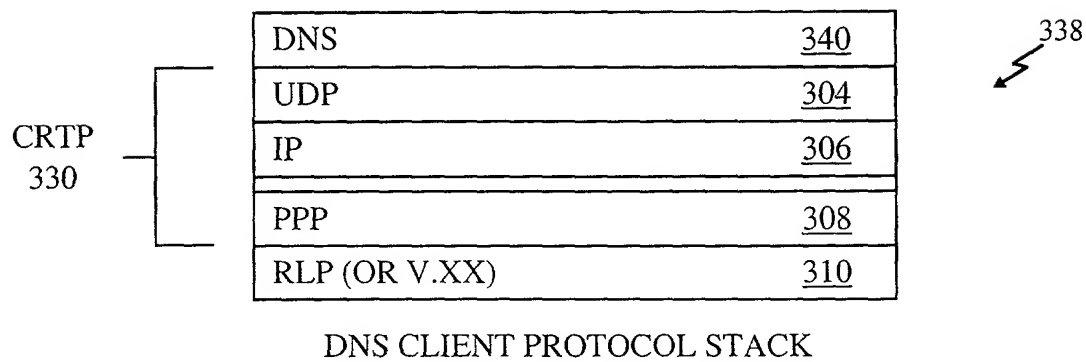 DNS 340
338
UDP 304
CRTP
330
IP 306
PPP 308
RLP (OR V.XX) 310
DNS CLIENT PROTOCOL STACK